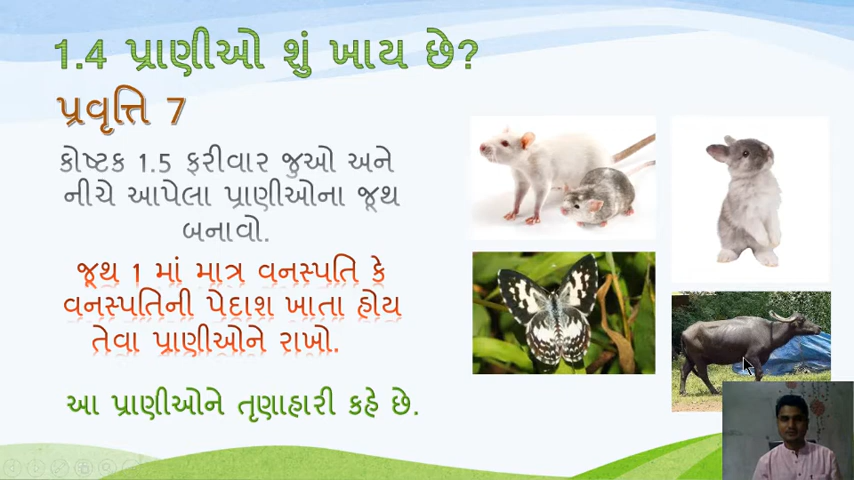 1.4 પ્રાણીઓ શું ખાય છે?
પ્રવૃત્તિ 7
કોષ્ટક 1.5 ફરીવાર જુઓ અને
નીચે આપેલા પ્રાણીઓના જૂથ
બનાવો.
જૂથ 1 માં માત્ર વનસ્પતિ કે
વનસ્પતિની પેદાશ ખાતા હોય
તેવા પ્રાણીઓને રાખો.
આ પ્રાણીઓને તૃણાહારી કહે છે.